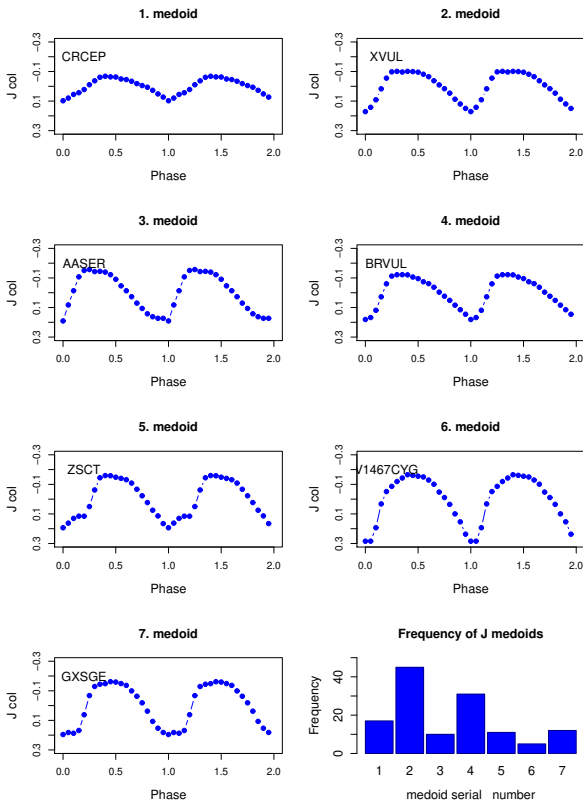 1. medoid
2. medoid
CRCEP
XVUL
J col
-0.3
-0.1
0.1
0.3
0.0 0.5 1.0 1.5 2.0
Phase
J col
-0.3
-0.1
0.1
0.3
0.0 0.5 1.0 1.5 2.0
Phase
3. medoid
4. medoid
AASER
BRVUL
J col
-0.3
-0.1
0.1
0.3
0.0 0.5 1.0 1.5 2.0
Phase
J col
-0.3
-0.1
0.1
0.3
0.0 0.5 1.0 1.5 2.0
Phase
5. medoid
6. medoid
ZSCT
V1467CYG
J col
-0.3
-0.1
0.1
0.3
0.0 0.5 1.0 1.5 2.0
Phase
J col
-0.3
-0.1
0.1
0.3
0.0 0.5 1.0 1.5 2.0
Phase
7. medoid
GXSGE
J col
-0.3
-0.1
0.1
0.3
0.0 0.5 1.0 1.5 2.0
Phase
Frequency of J medoids
Frequency
40
20
0
1 2 3 4 5 6 7
medoid serial number